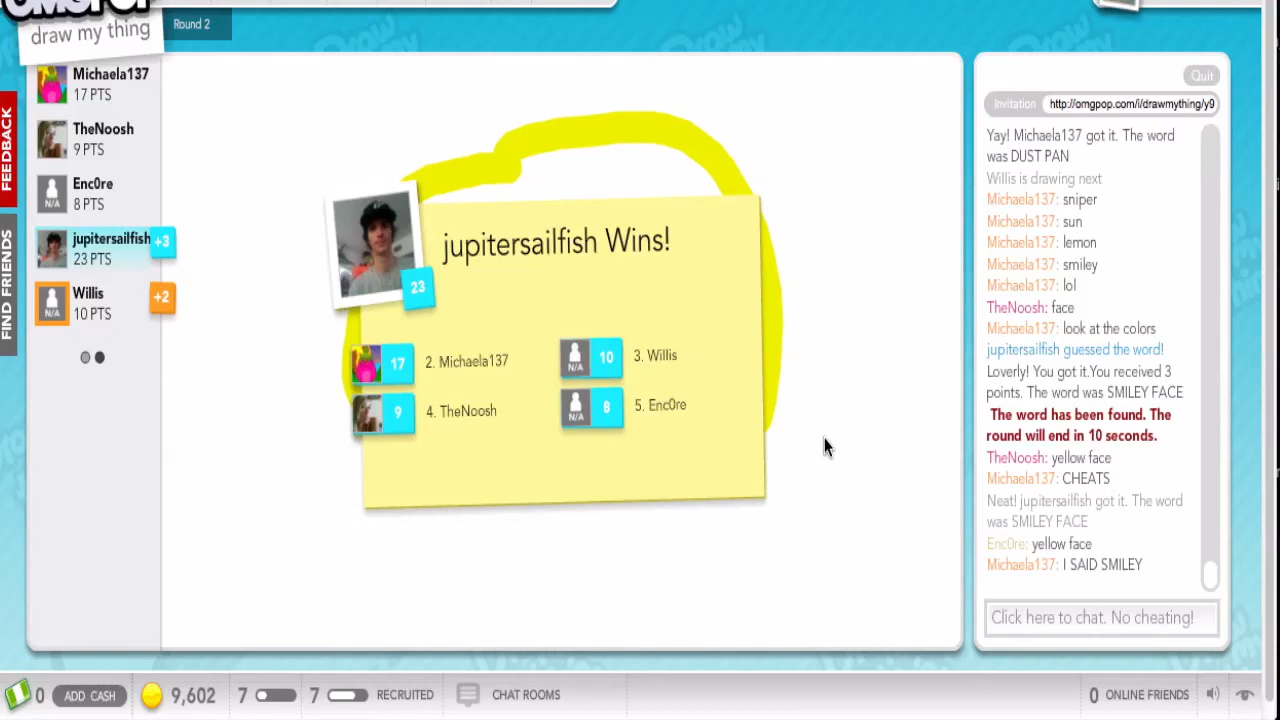 OMGPOP
draw my thing
Round 2
FEEDBACK
FIND FRIENDS
Michaela137
17 PTS
TheNoosh
9 PTS
Enc0re
N/A
8 PTS
jupitersailfish
+3
23 PTS
Willis
+2
N/A
10 PTS
jupitersailfish Wins!
23
17
2. Michaela137
N/A
10
3. Willis
9
4. TheNoosh
N/A
8
5. Enc0re
Quit
Invitation
http://omgpop.com/i/drawmything/y9
Yay! Michaela137 got it. The word
was DUST PAN
Willis is drawing next
Michaela137: sniper
Michaela137: sun
Michaela137: lemon
Michaela137: smiley
Michaela137: lol
TheNoosh: face
Michaela137: look at the colors
jupitersailfish guessed the word!
Loverly! You got it.You received 3
points. The word was SMILEY FACE
The word has been found. The
round will end in 10 seconds.
TheNoosh: yellow face
Michaela137: CHEATS
Neat! jupitersailfish got it. The word
was SMILEY FACE
Enc0re: yellow face
Michaela137: I SAID SMILEY
Click here to chat. No cheating!
0 ADD CASH 9,602 7 7 RECRUITED CHAT ROOMS 0 ONLINE FRIENDS